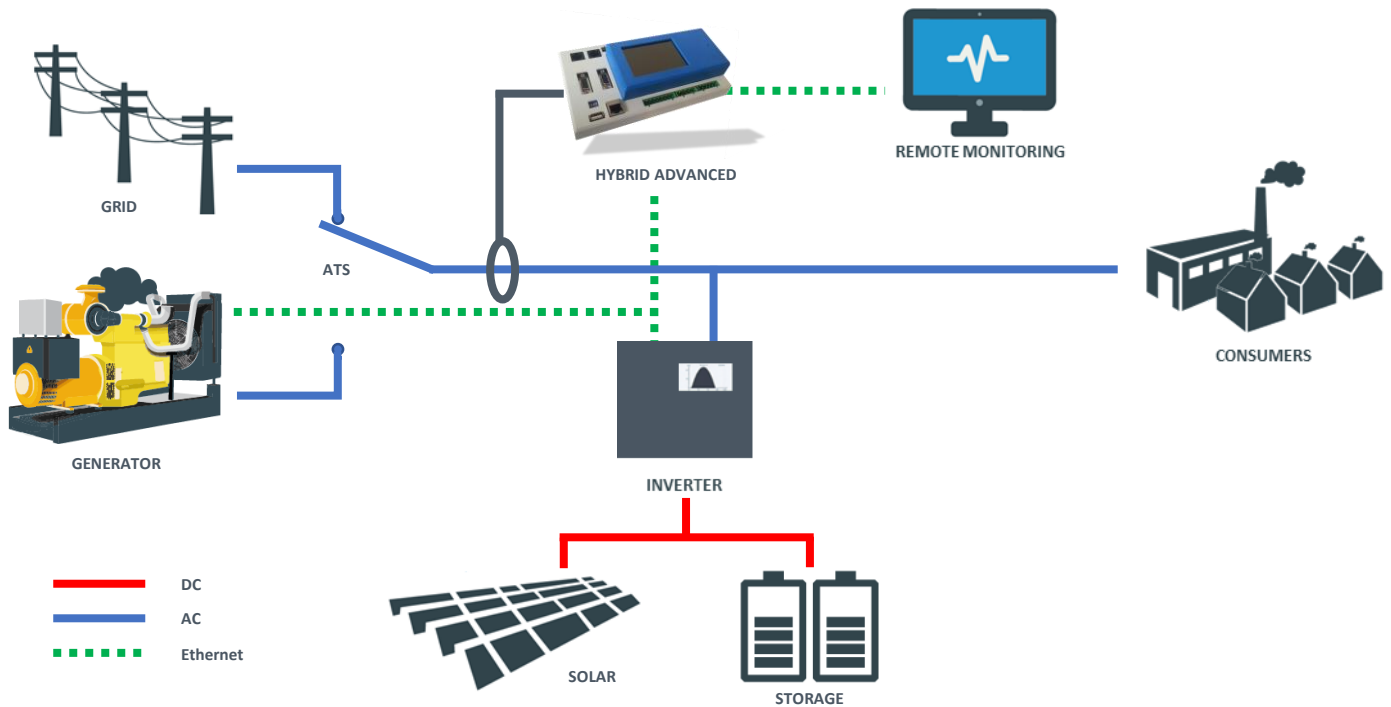 GRID
HYBRID ADVANCED
REMOTE MONITORING
ATS
CONSUMERS
GENERATOR
INVERTER
DC
AC
Ethernet
SOLAR
STORAGE